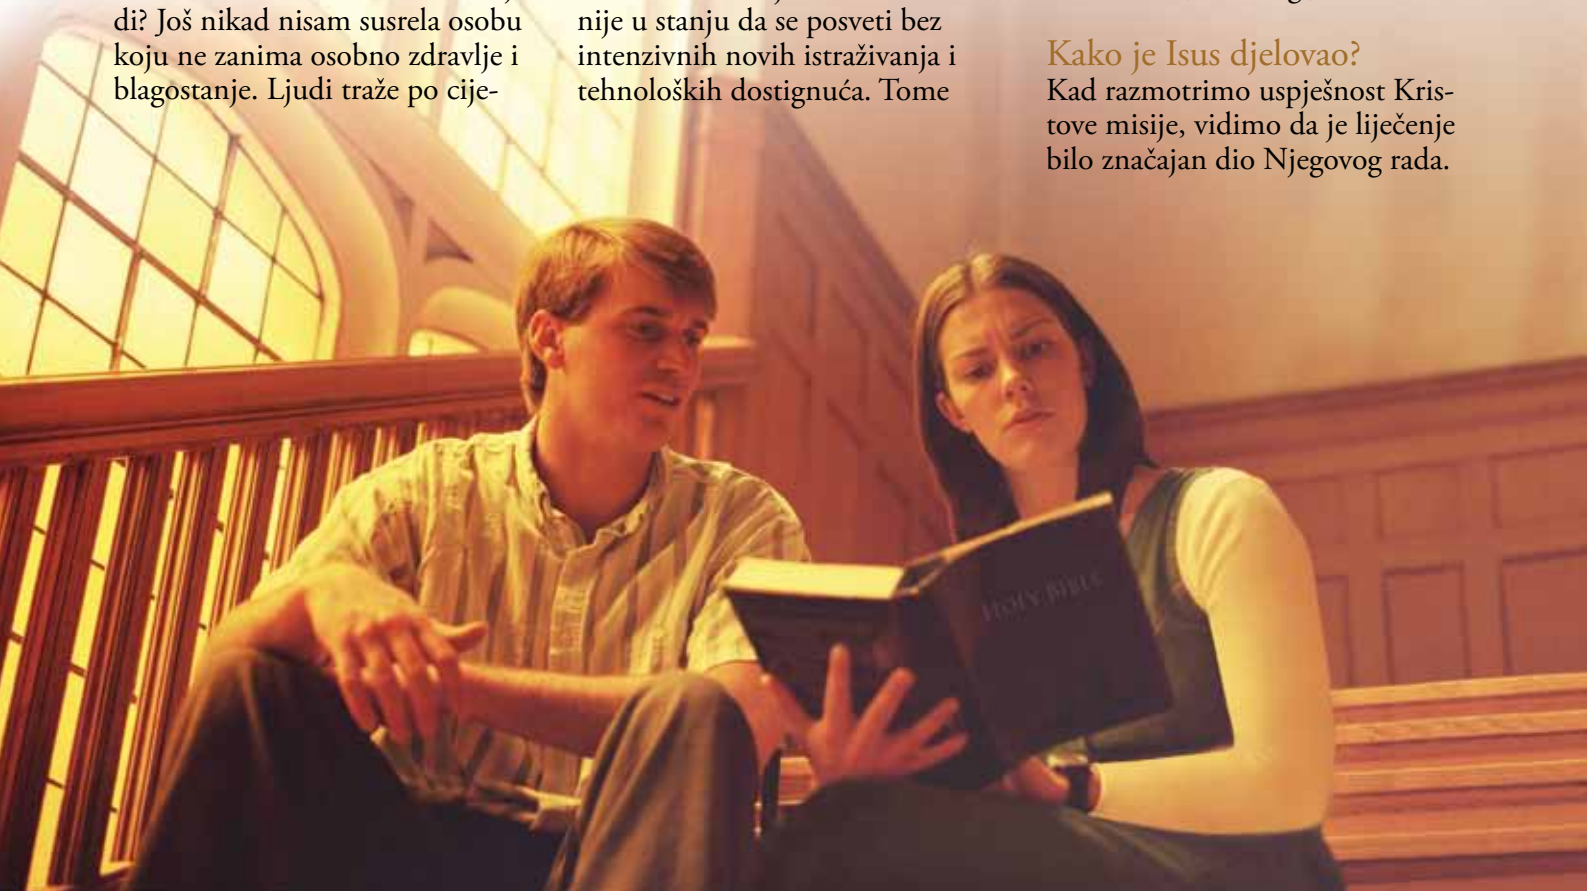 di? Još nikad nisam susrela osobu
koju ne zanima osobno zdravlje i
blagostanje. Ljudi traže po cije-
nije u stanju da se posveti bez
intenzivnih novih istraživanja i
tehnoloških dostignuća. Tome
Kako je Isus djelovao?
Kad razmotrimo uspješnost Kris-
tove misije, vidimo da je liječenje
bilo značajan dio Njegovog rada.
HOLY BIBLE